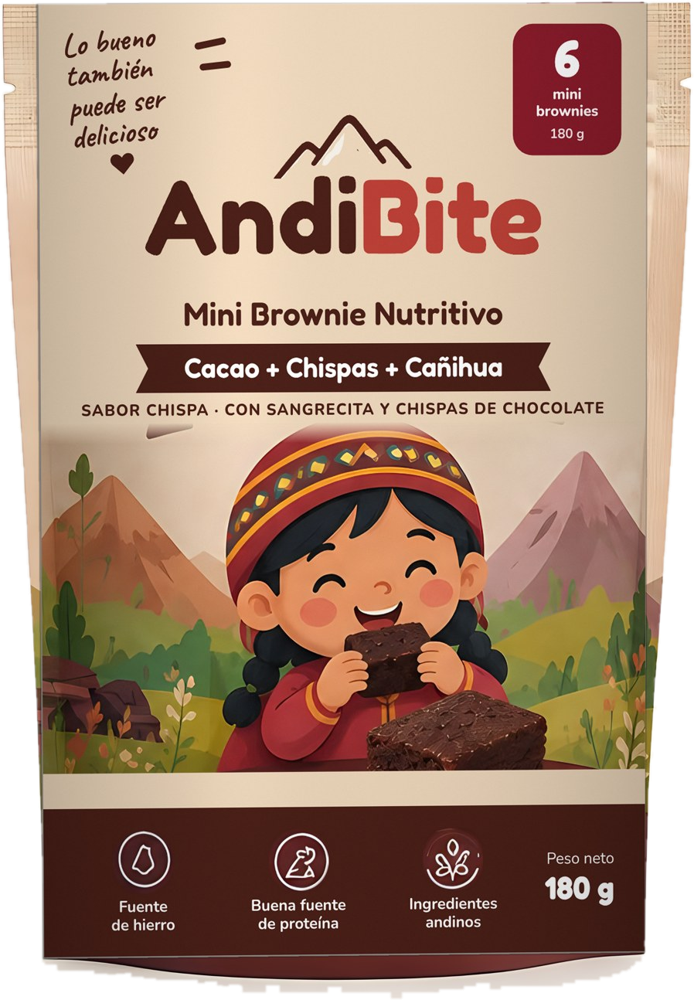 Lo bueno
también
puede ser
delicioso
6
mini
brownies
180 g
AndiBite
Mini Brownie Nutritivo
Cacao + Chispas + Cañihua
SABOR CHISPA · CON SANGRECITA Y CHISPAS DE CHOCOLATE
Fuente
de hierro
Buena fuente
de proteína
Ingredientes
andinos
Peso neto
180 g